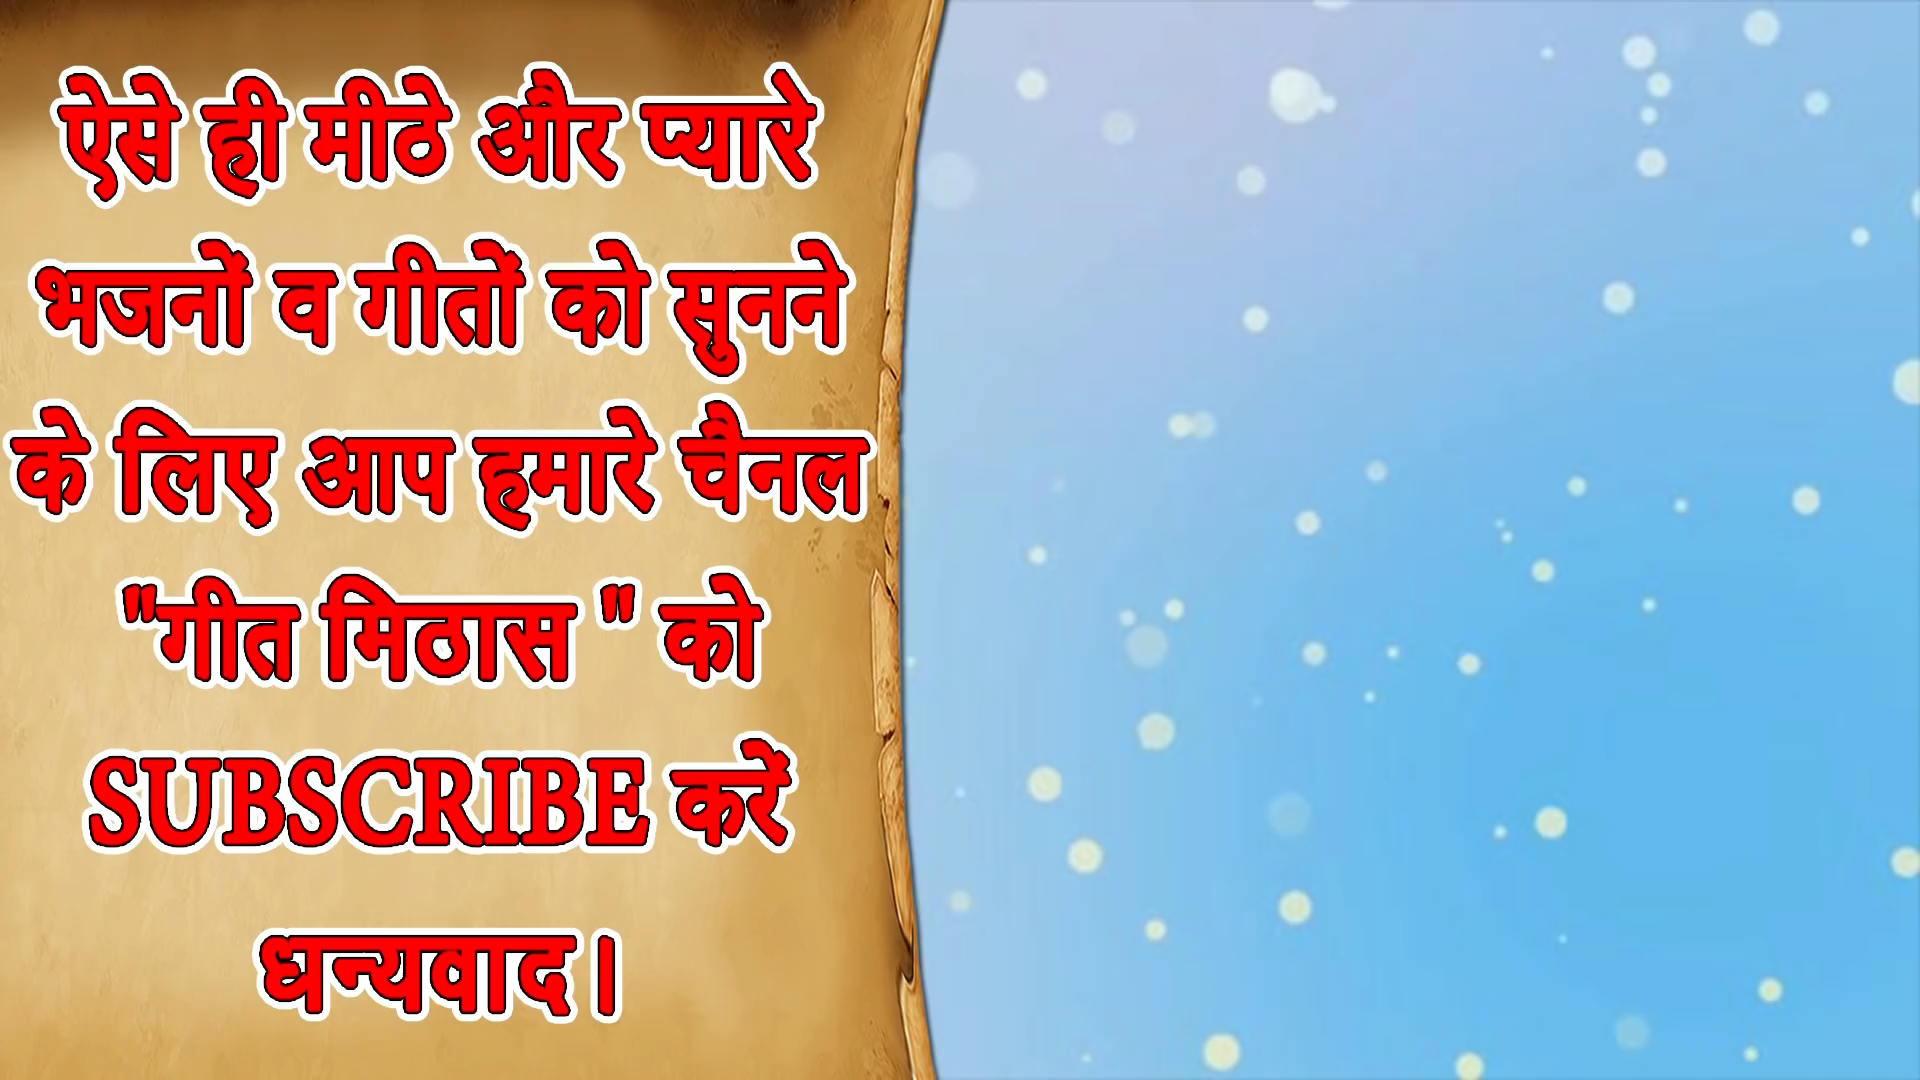 ऐसे ही मीठे और प्यारे
भजनों व गीतों को सुनने
के लिए आप हमारे चैनल
"गीत मिठास " को
SUBSCRIBE करें
धन्यवाद।